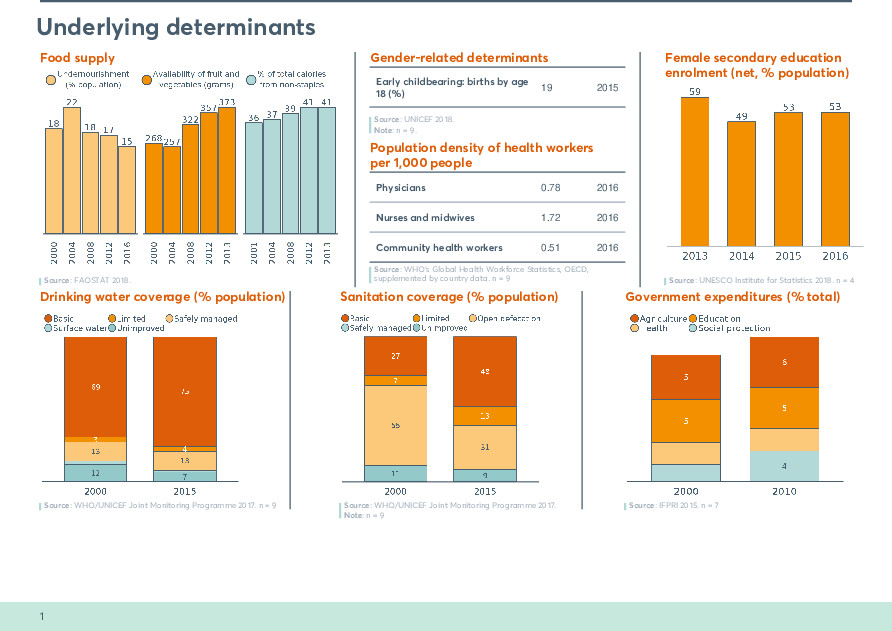 Underlying determinants
Food supply
Undernourishment (% population)
Availability of fruit and vegetables (grams)
% of total calories from non-staples
18 22 18 17 15
268 257 322 357 373
36 37 39 41 41
2000 2004 2008 2012 2016
2000 2004 2008 2012 2013
2001 2004 2008 2012 2013
Source: FAOSTAT 2018.
Gender-related determinants
Early childbearing: births by age 19 2015
18 (%)
Source: UNICEF 2018.
Note: n = 9.
Population density of health workers
per 1,000 people
Physicians 0.78 2016
Nurses and midwives 1.72 2016
Community health workers 0.51 2016
Source: WHO's Global Health Workforce Statistics, OECD,
supplemented by country data. n = 9
Female secondary education
enrolment (net, % population)
59 49 53 53
2013 2014 2015 2016
Source: UNESCO Institute for Statistics 2018. n = 4
Drinking water coverage (% population)
Basic Limited Safely managed
Surface water Unimproved
69 75
3 4
13 13
12 7
2000 2015
Source: WHO/UNICEF Joint Monitoring Programme 2017. n = 9
Sanitation coverage (% population)
Basic Limited Open defecation
Safely managed Unimproved
27 48
7 13
55 31
11 9
2000 2015
Source: WHO/UNICEF Joint Monitoring Programme 2017.
Note: n = 9
Government expenditures (% total)
Agriculture Education
Health Social protection
5 6
5 5
4
2000 2010
Source: IFPRI 2015. n = 7
1